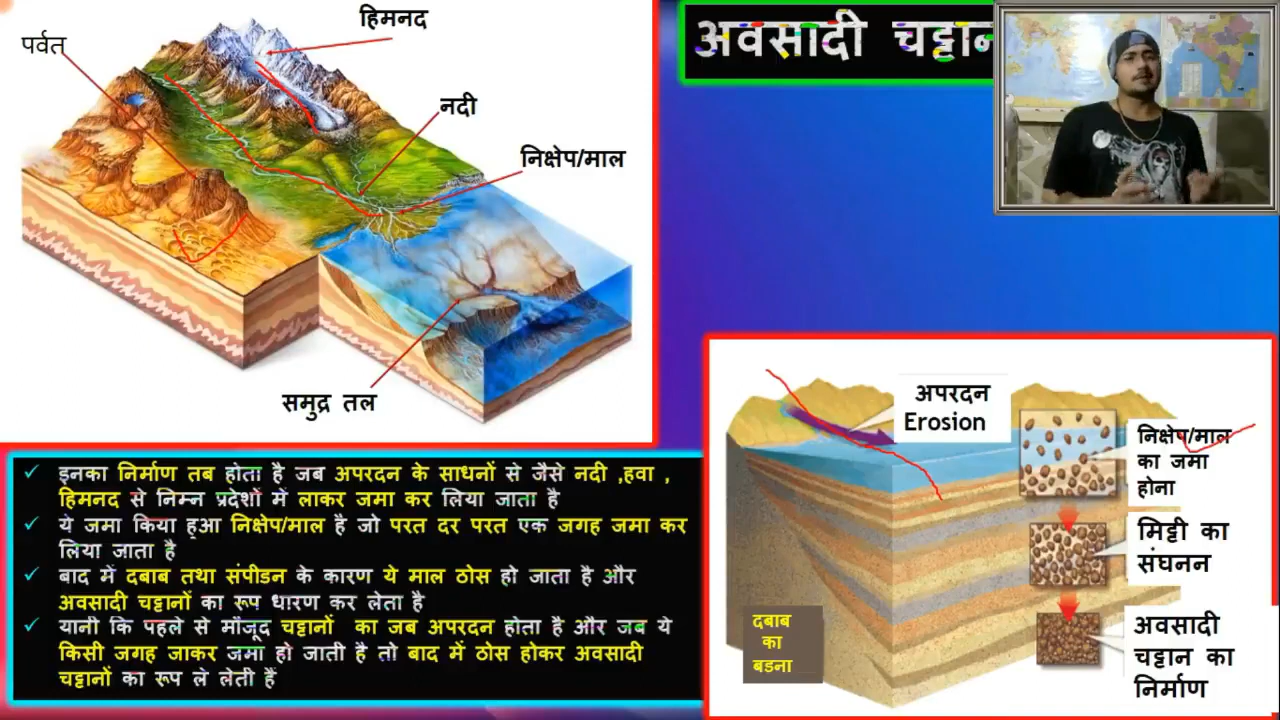 हिमनद
पर्वत
नदी
निक्षेप/माल
समुद्र तल
अवसादी चट्टान
इनका निर्माण तब होता है जब अपरदन के साधनों से जैसे नदी ,हवा ,
हिमनद से निम्न प्रदेशों में लाकर जमा कर लिया जाता है
ये जमा किया हुआ निक्षेप/माल है जो परत दर परत एक जगह जमा कर
लिया जाता है
बाद में दबाब तथा संपीडन के कारण ये माल ठोस हो जाता है और
अवसादी चट्टानों का रूप धारण कर लेता है
यानी कि पहले से मौजूद चट्टानों का जब अपरदन होता है और जब ये
किसी जगह जाकर जमा हो जाती है तो बाद में ठोस होकर अवसादी
चट्टानों का रूप ले लेती हैं
अपरदन
Erosion
निक्षेप/माल
का जमा
होना
मिट्टी का
संघनन
दबाब
का
बडना
अवसादी
चट्टान का
निर्माण